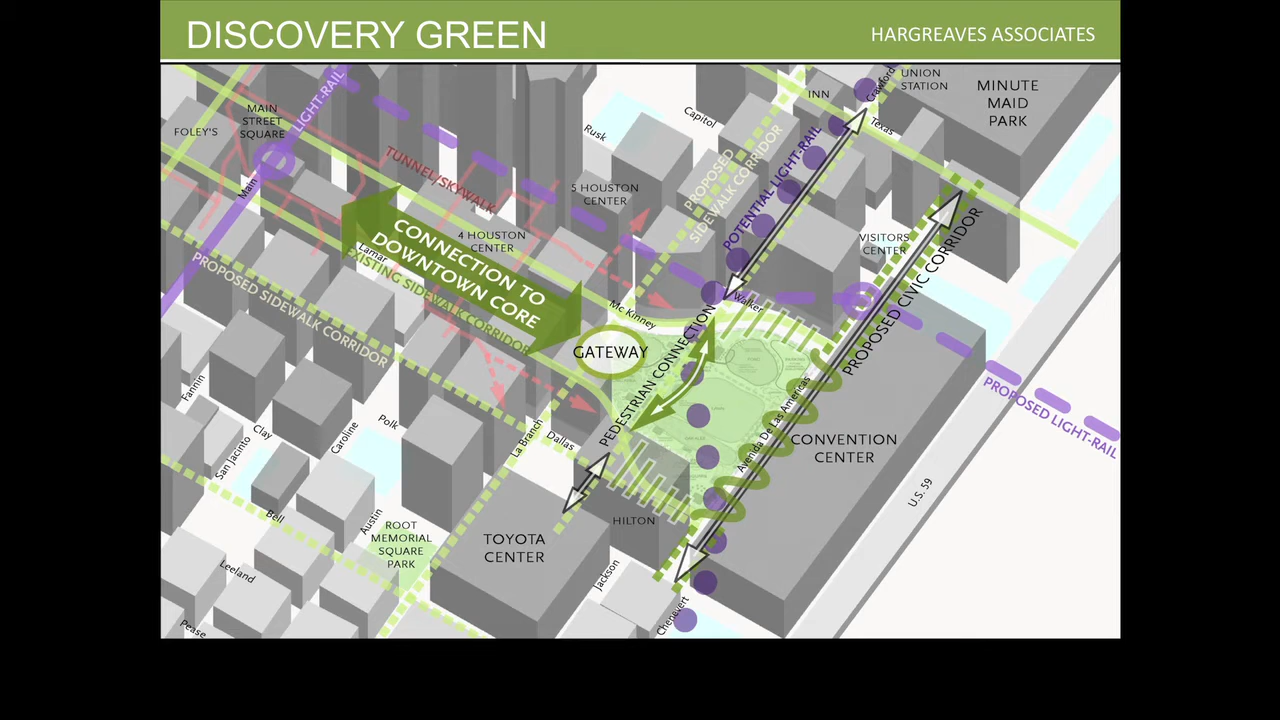 DISCOVERY GREEN
HARGREAVES ASSOCIATES
UNION
STATION
MINUTE
MAID
PARK
INN
Crawford
Texas
LIGHT-RAIL
MAIN
STREET
SQUARE
FOLEY'S
Capitol
Rusk
TUNNEL/SKYWALK
PROPOSED
SIDEWALK CORRIDOR
POTENTIAL LIGHT-RAIL
Main
5 HOUSTON
CENTER
4 HOUSTON
CENTER
VISITORS
CENTER
PROPOSED CIVIC CORRIDOR
CONNECTION TO
DOWNTOWN CORE
Lamar
EXISTING SIDEWALK CORRIDOR
PROPOSED SIDEWALK CORRIDOR
Mc Kinney
Walker
GATEWAY
PEDESTRIAN CONNECTION
Avenida De Las Americas
PROPOSED LIGHT-RAIL
CONVENTION
CENTER
U.S. 59
Fannin
San Jacinto
Clay
Caroline
Polk
La Branch
Dallas
Bell
Austin
ROOT
MEMORIAL
SQUARE
PARK
TOYOTA
CENTER
HILTON
Leeland
Jackson
Pease
Chenevert